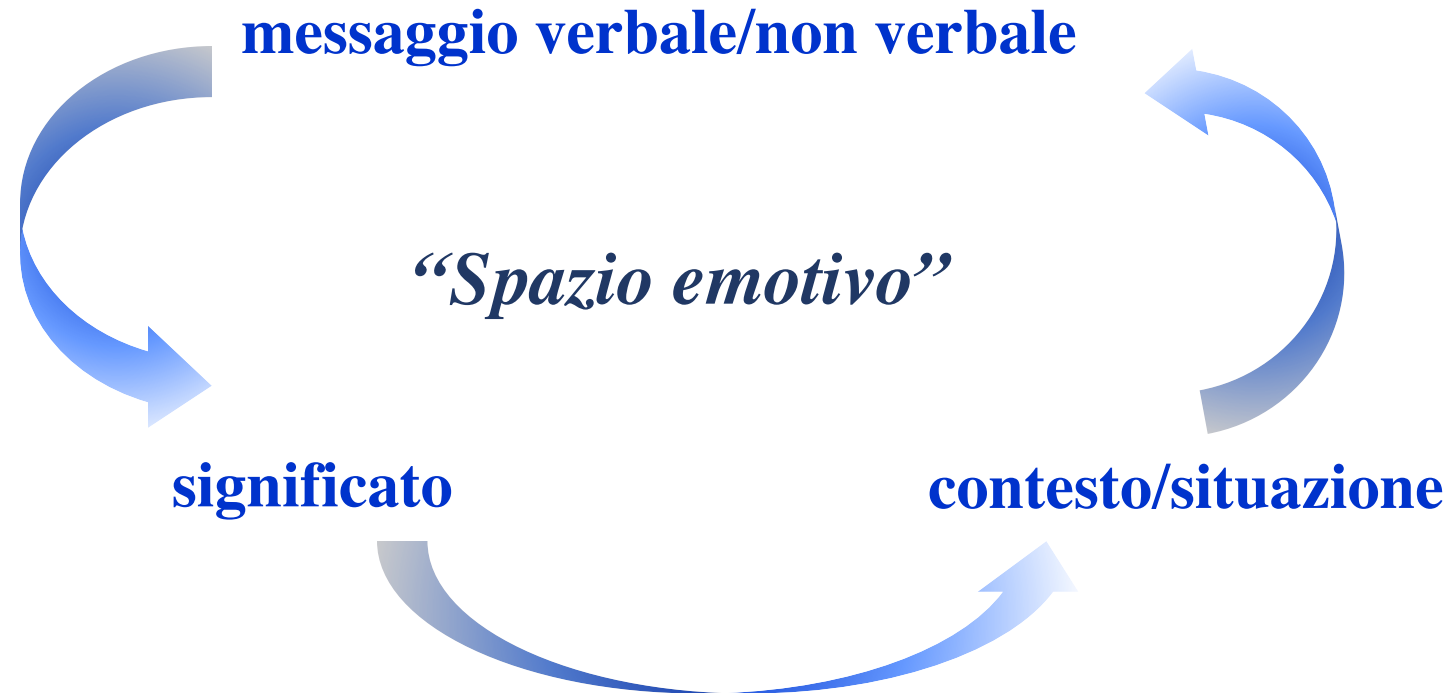 messaggio verbale/non verbale
“Spazio emotivo”
significato
contesto/situazione